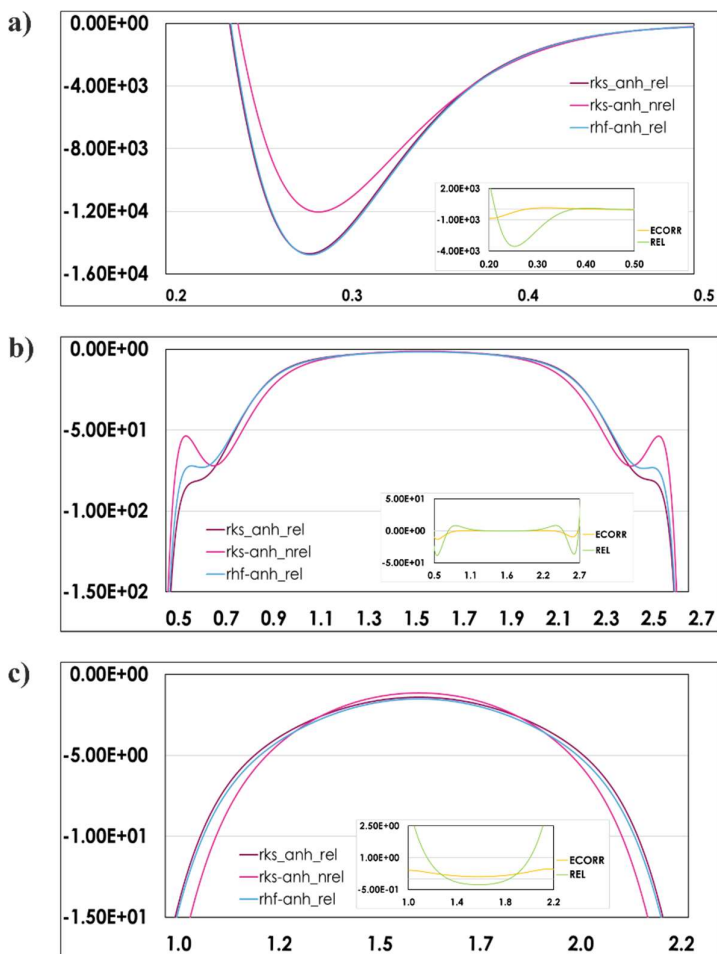 a)
0.00E+00
-4.00E+03
-8.00E+03
-1.20E+04
-1.60E+04
rks_anh_rel
rks-anh_nrel
rhf-anh_rel
2.00E+03
-1.00E+03
-4.00E+03
ECORR
REL
0.20 0.30 0.40 0.50
0.2 0.3 0.4 0.5
b)
0.00E+00
-5.00E+01
-1.00E+02
-1.50E+02
rks_anh_rel
rks-anh_nrel
rhf-anh_rel
5.00E+01
0.00E+00
-5.00E+01
ECORR
REL
0.5 1.1 1.6 2.2 2.7
0.5 0.7 0.9 1.1 1.3 1.5 1.7 1.9 2.1 2.3 2.5 2.7
c)
0.00E+00
-5.00E+00
-1.00E+01
-1.50E+01
rks_anh_rel
rks-anh_nrel
rhf-anh_rel
2.50E+00
1.00E+00
-5.00E-01
ECORR
REL
1.0 1.4 1.8 2.2
1.0 1.2 1.5 1.7 2.0 2.2